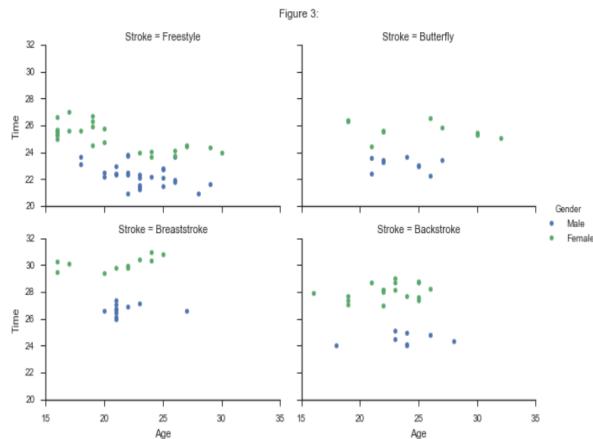 Figure 3:
Stroke = Freestyle
Stroke = Butterfly
32
30
28
26
24
22
20
Time
Gender
Male
Female
Stroke = Breaststroke
Stroke = Backstroke
32
30
28
26
24
22
20
Time
15 20 25 30 35
15 20 25 30 35
Age
Age